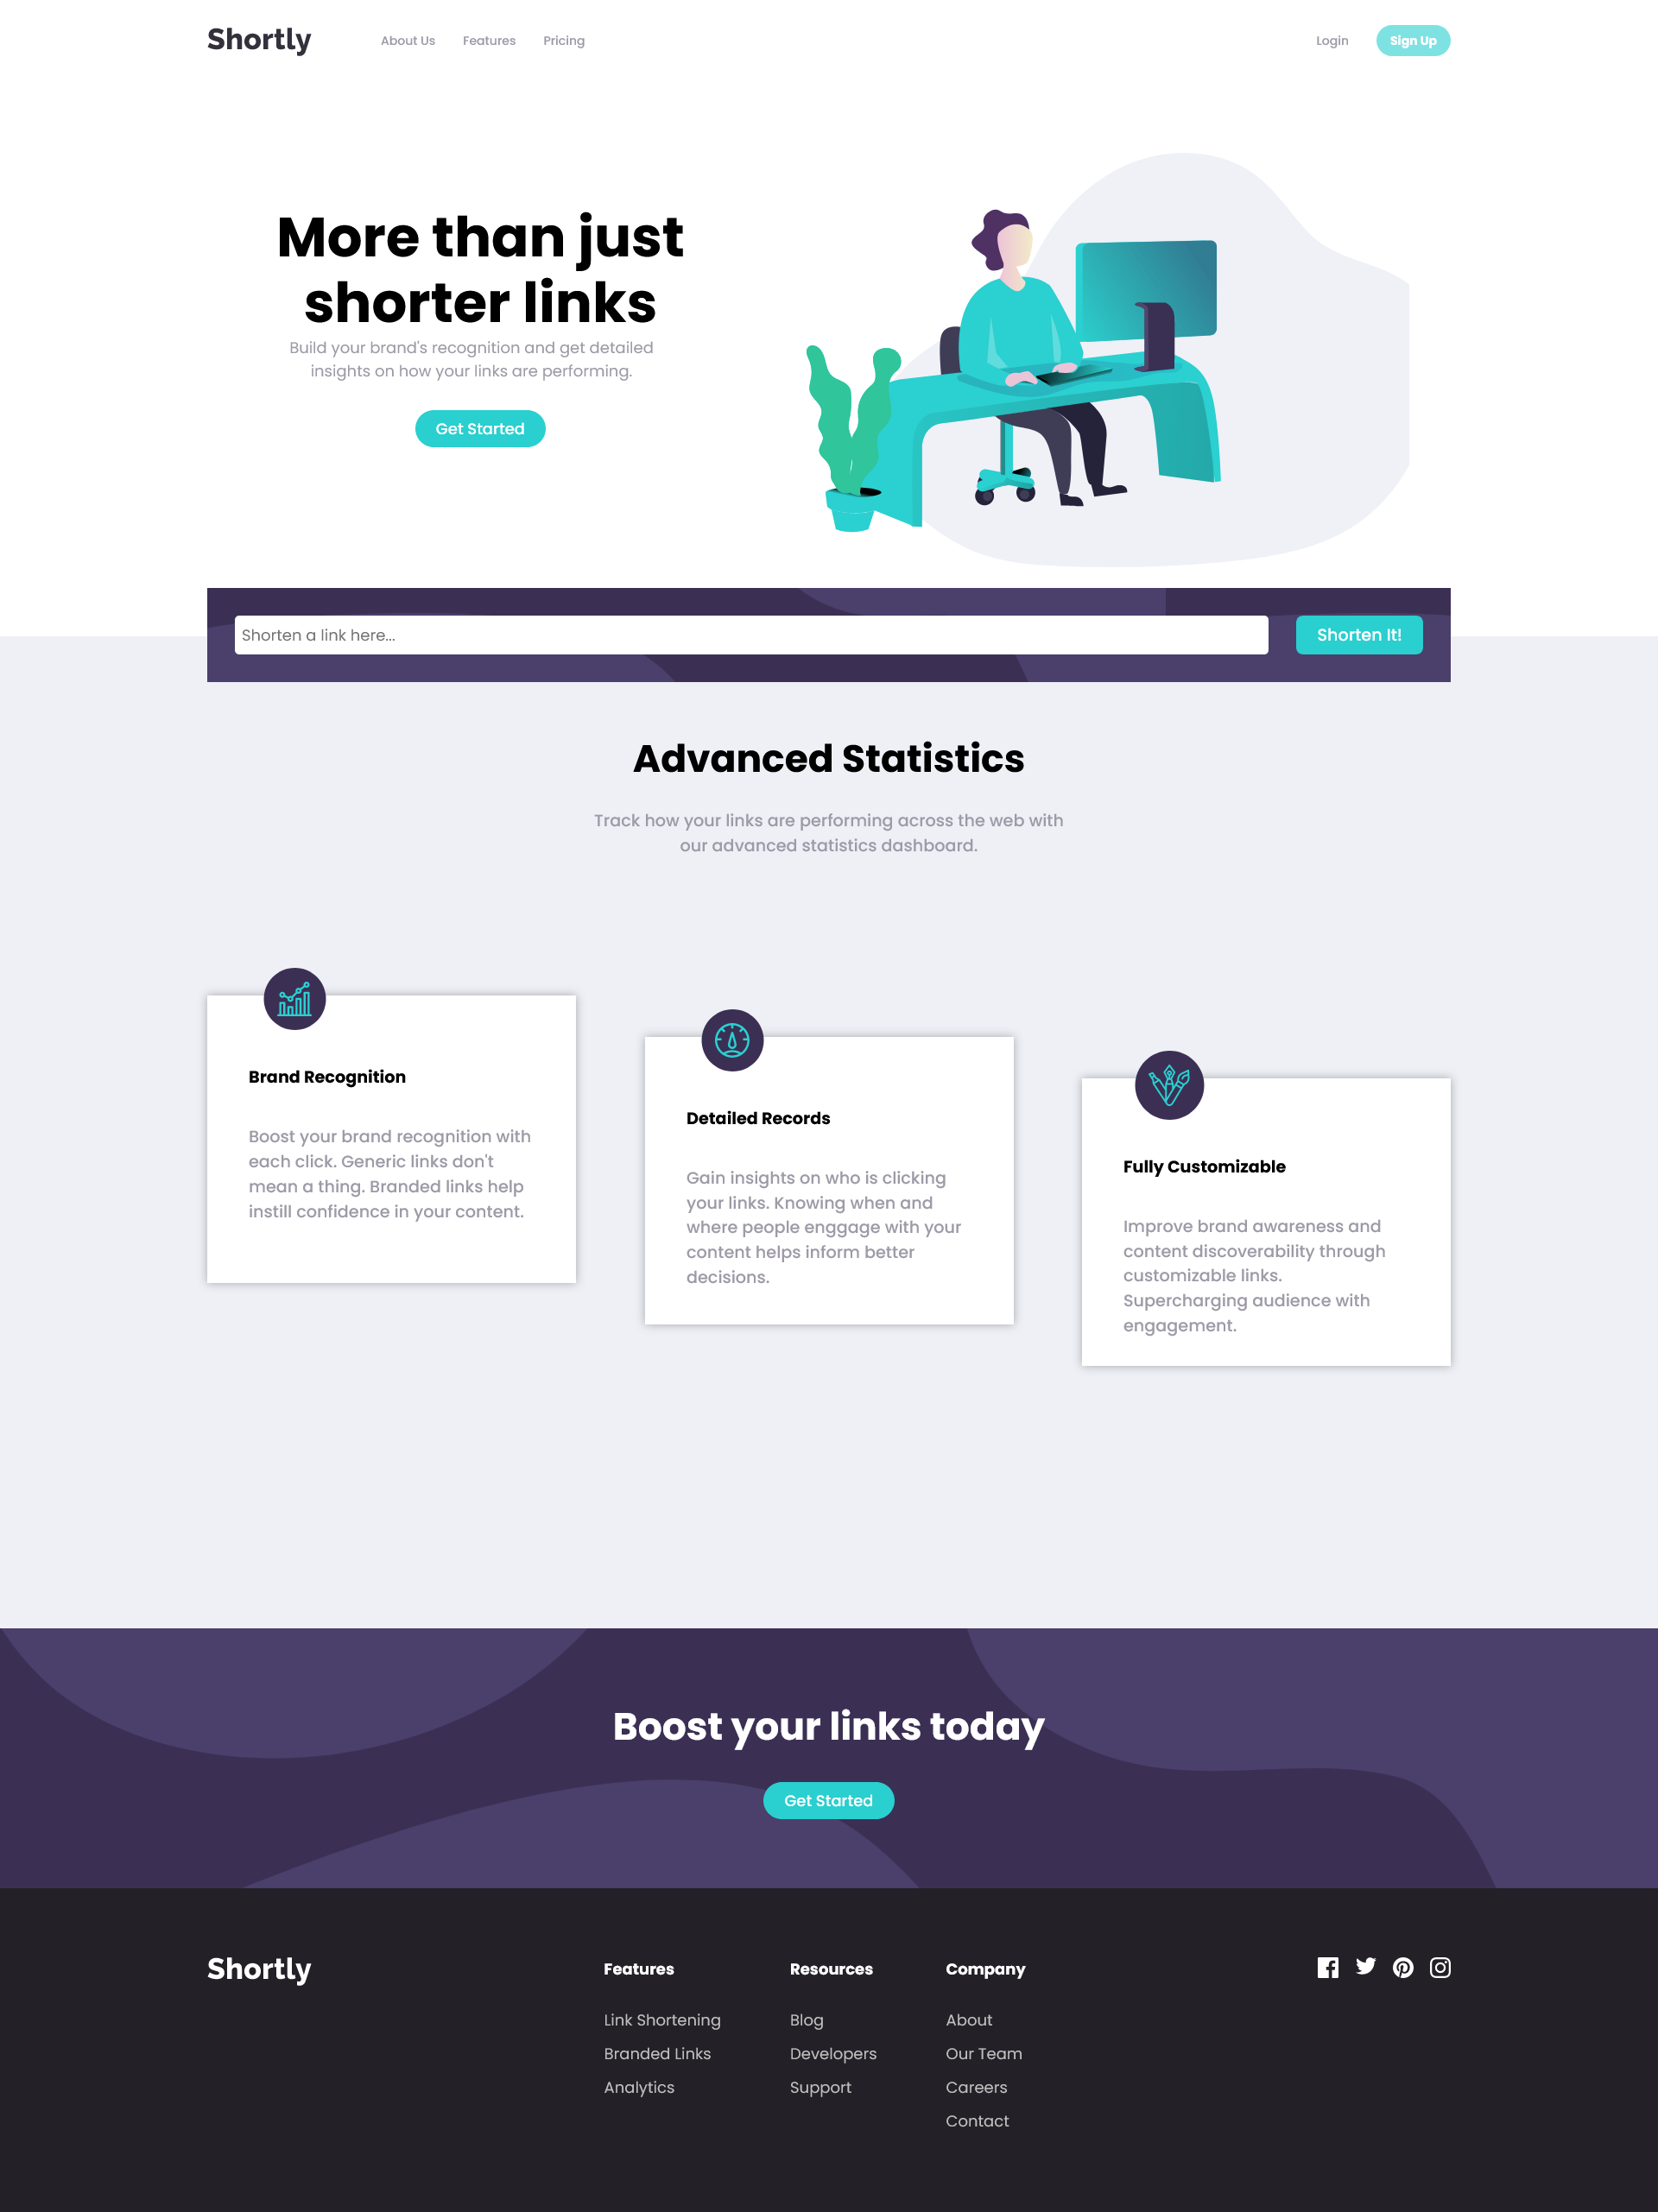 Shortly
About Us
Features
Pricing
Login
Sign Up
More than just
shorter links
Build your brand's recognition and get detailed
insights on how your links are performing.
Get Started
Shorten a link here...
Shorten It!
Advanced Statistics
Track how your links are performing across the web with
our advanced statistics dashboard.
Brand Recognition
Boost your brand recognition with
each click. Generic links don't
mean a thing. Branded links help
instill confidence in your content.
Detailed Records
Gain insights on who is clicking
your links. Knowing when and
where people enggage with your
content helps inform better
decisions.
Fully Customizable
Improve brand awareness and
content discoverability through
customizable links.
Supercharging audience with
engagement.
Boost your links today
Get Started
Shortly
Features
Link Shortening
Branded Links
Analytics
Resources
Blog
Developers
Support
Company
About
Our Team
Careers
Contact